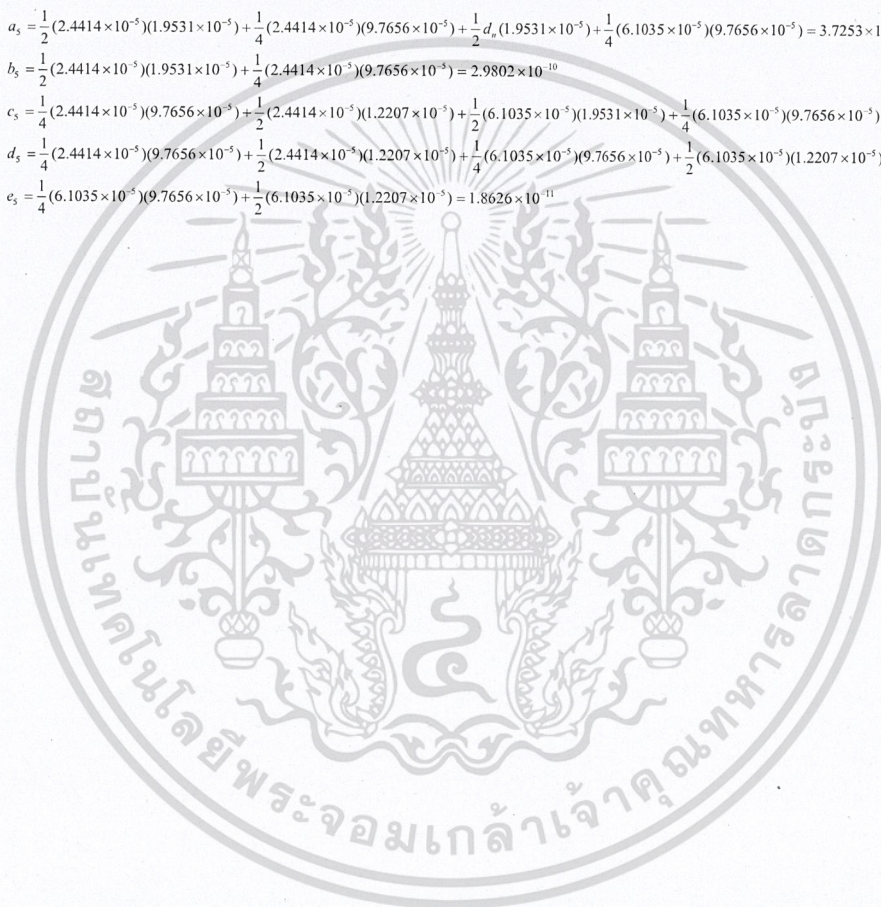 a₅ = 1/2(2.4414×10⁻⁵)(1.9531×10⁻⁵) + 1/4(2.4414×10⁻⁵)(9.7656×10⁻⁵) + 1/2 dₙ(1.9531×10⁻⁵) + 1/4(6.1035×10⁻⁵)(9.7656×10⁻⁵) = 3.7253×1
b₅ = 1/2(2.4414×10⁻⁵)(1.9531×10⁻⁵) + 1/4(2.4414×10⁻⁵)(9.7656×10⁻⁵) = 2.9802×10⁻¹⁰
c₅ = 1/4(2.4414×10⁻⁵)(9.7656×10⁻⁵) + 1/2(2.4414×10⁻⁵)(1.2207×10⁻⁵) + 1/2(6.1035×10⁻⁵)(1.9531×10⁻⁵) + 1/4(6.1035×10⁻⁵)(9.7656×10⁻⁵)
d₅ = 1/4(2.4414×10⁻⁵)(9.7656×10⁻⁵) + 1/2(2.4414×10⁻⁵)(1.2207×10⁻⁵) + 1/4(6.1035×10⁻⁵)(9.7656×10⁻⁵) + 1/2(6.1035×10⁻⁵)(1.2207×10⁻⁵)
e₅ = 1/4(6.1035×10⁻⁵)(9.7656×10⁻⁵) + 1/2(6.1035×10⁻⁵)(1.2207×10⁻⁵) = 1.8626×10⁻¹¹
สถาบันเทคโนโลยีพระจอมเกล้าเจ้าคุณทหารลาดกระบัง